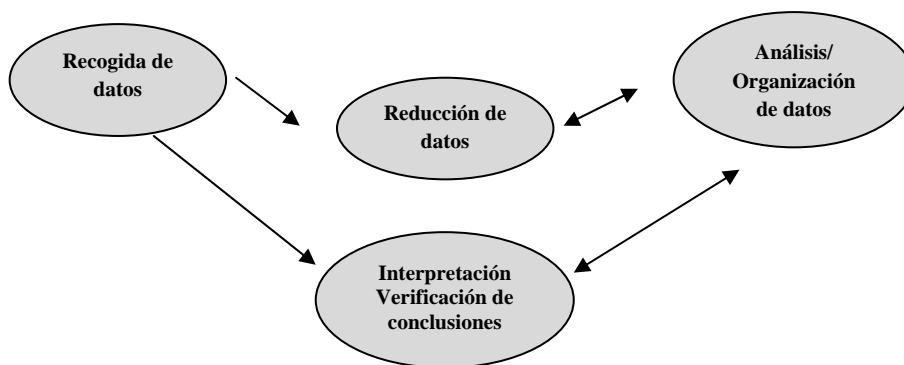 Recogida de
datos
Reducción de
datos
Análisis/
Organización
de datos
Interpretación
Verificación de
conclusiones